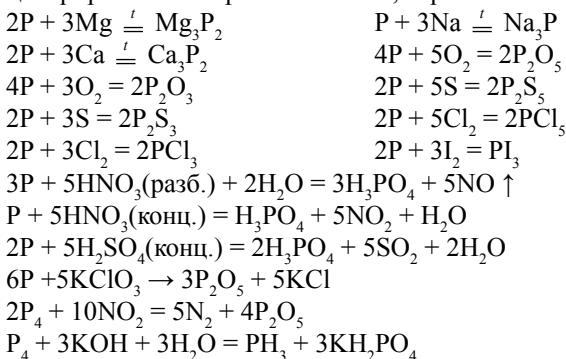 2P + 3Mg =ᵗ Mg₃P₂ P + 3Na =ᵗ Na₃P
2P + 3Ca =ᵗ Ca₃P₂ 4P + 5O₂ = 2P₂O₅
4P + 3O₂ = 2P₂O₃ 2P + 5S = 2P₂S₅
2P + 3S = 2P₂S₃ 2P + 5Cl₂ = 2PCl₅
2P + 3Cl₂ = 2PCl₃ 2P + 3I₂ = PI₃
3P + 5HNO₃(разб.) + 2H₂O = 3H₃PO₄ + 5NO ↑
P + 5HNO₃(конц.) = H₃PO₄ + 5NO₂ + H₂O
2P + 5H₂SO₄(конц.) = 2H₃PO₄ + 5SO₂ + 2H₂O
6P +5KClO₃ → 3P₂O₅ + 5KCl
2P₄ + 10NO₂ = 5N₂ + 4P₂O₅
P₄ + 3KOH + 3H₂O = PH₃ + 3KH₂PO₄